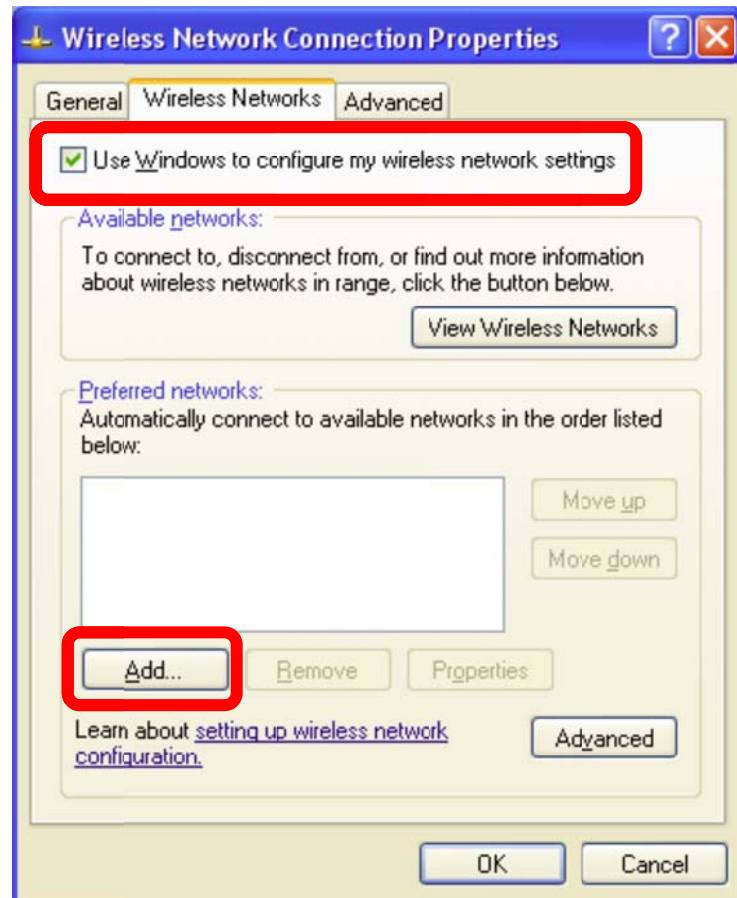 Wireless Network Connection Properties
General Wireless Networks Advanced
Use Windows to configure my wireless network settings
Available networks:
To connect to, disconnect from, or find out more information
about wireless networks in range, click the button below.
View Wireless Networks
Preferred networks:
Automatically connect to available networks in the order listed
below:
Move up
Move down
Add... Remove Properties
Learn about setting up wireless network
configuration.
Advanced
OK Cancel